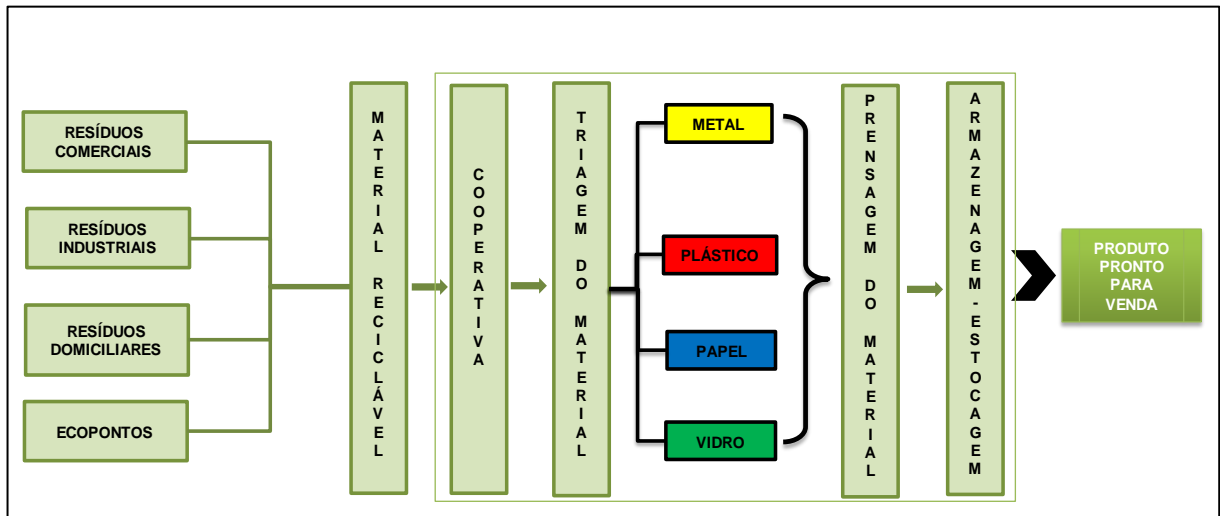 RESÍDUOS
COMERCIAIS
RESÍDUOS
INDUSTRIAIS
RESÍDUOS
DOMICILIARES
ECOPONTOS
MATERIAL RECICLÁVEL
COOPERATIVA
TRIAGEM DO MATERIAL
METAL
PLÁSTICO
PAPEL
VIDRO
PRENSAGEM DO MATERIAL
ARMAZENAGEM-ESTOCAGEM
PRODUTO
PRONTO
PARA
VENDA